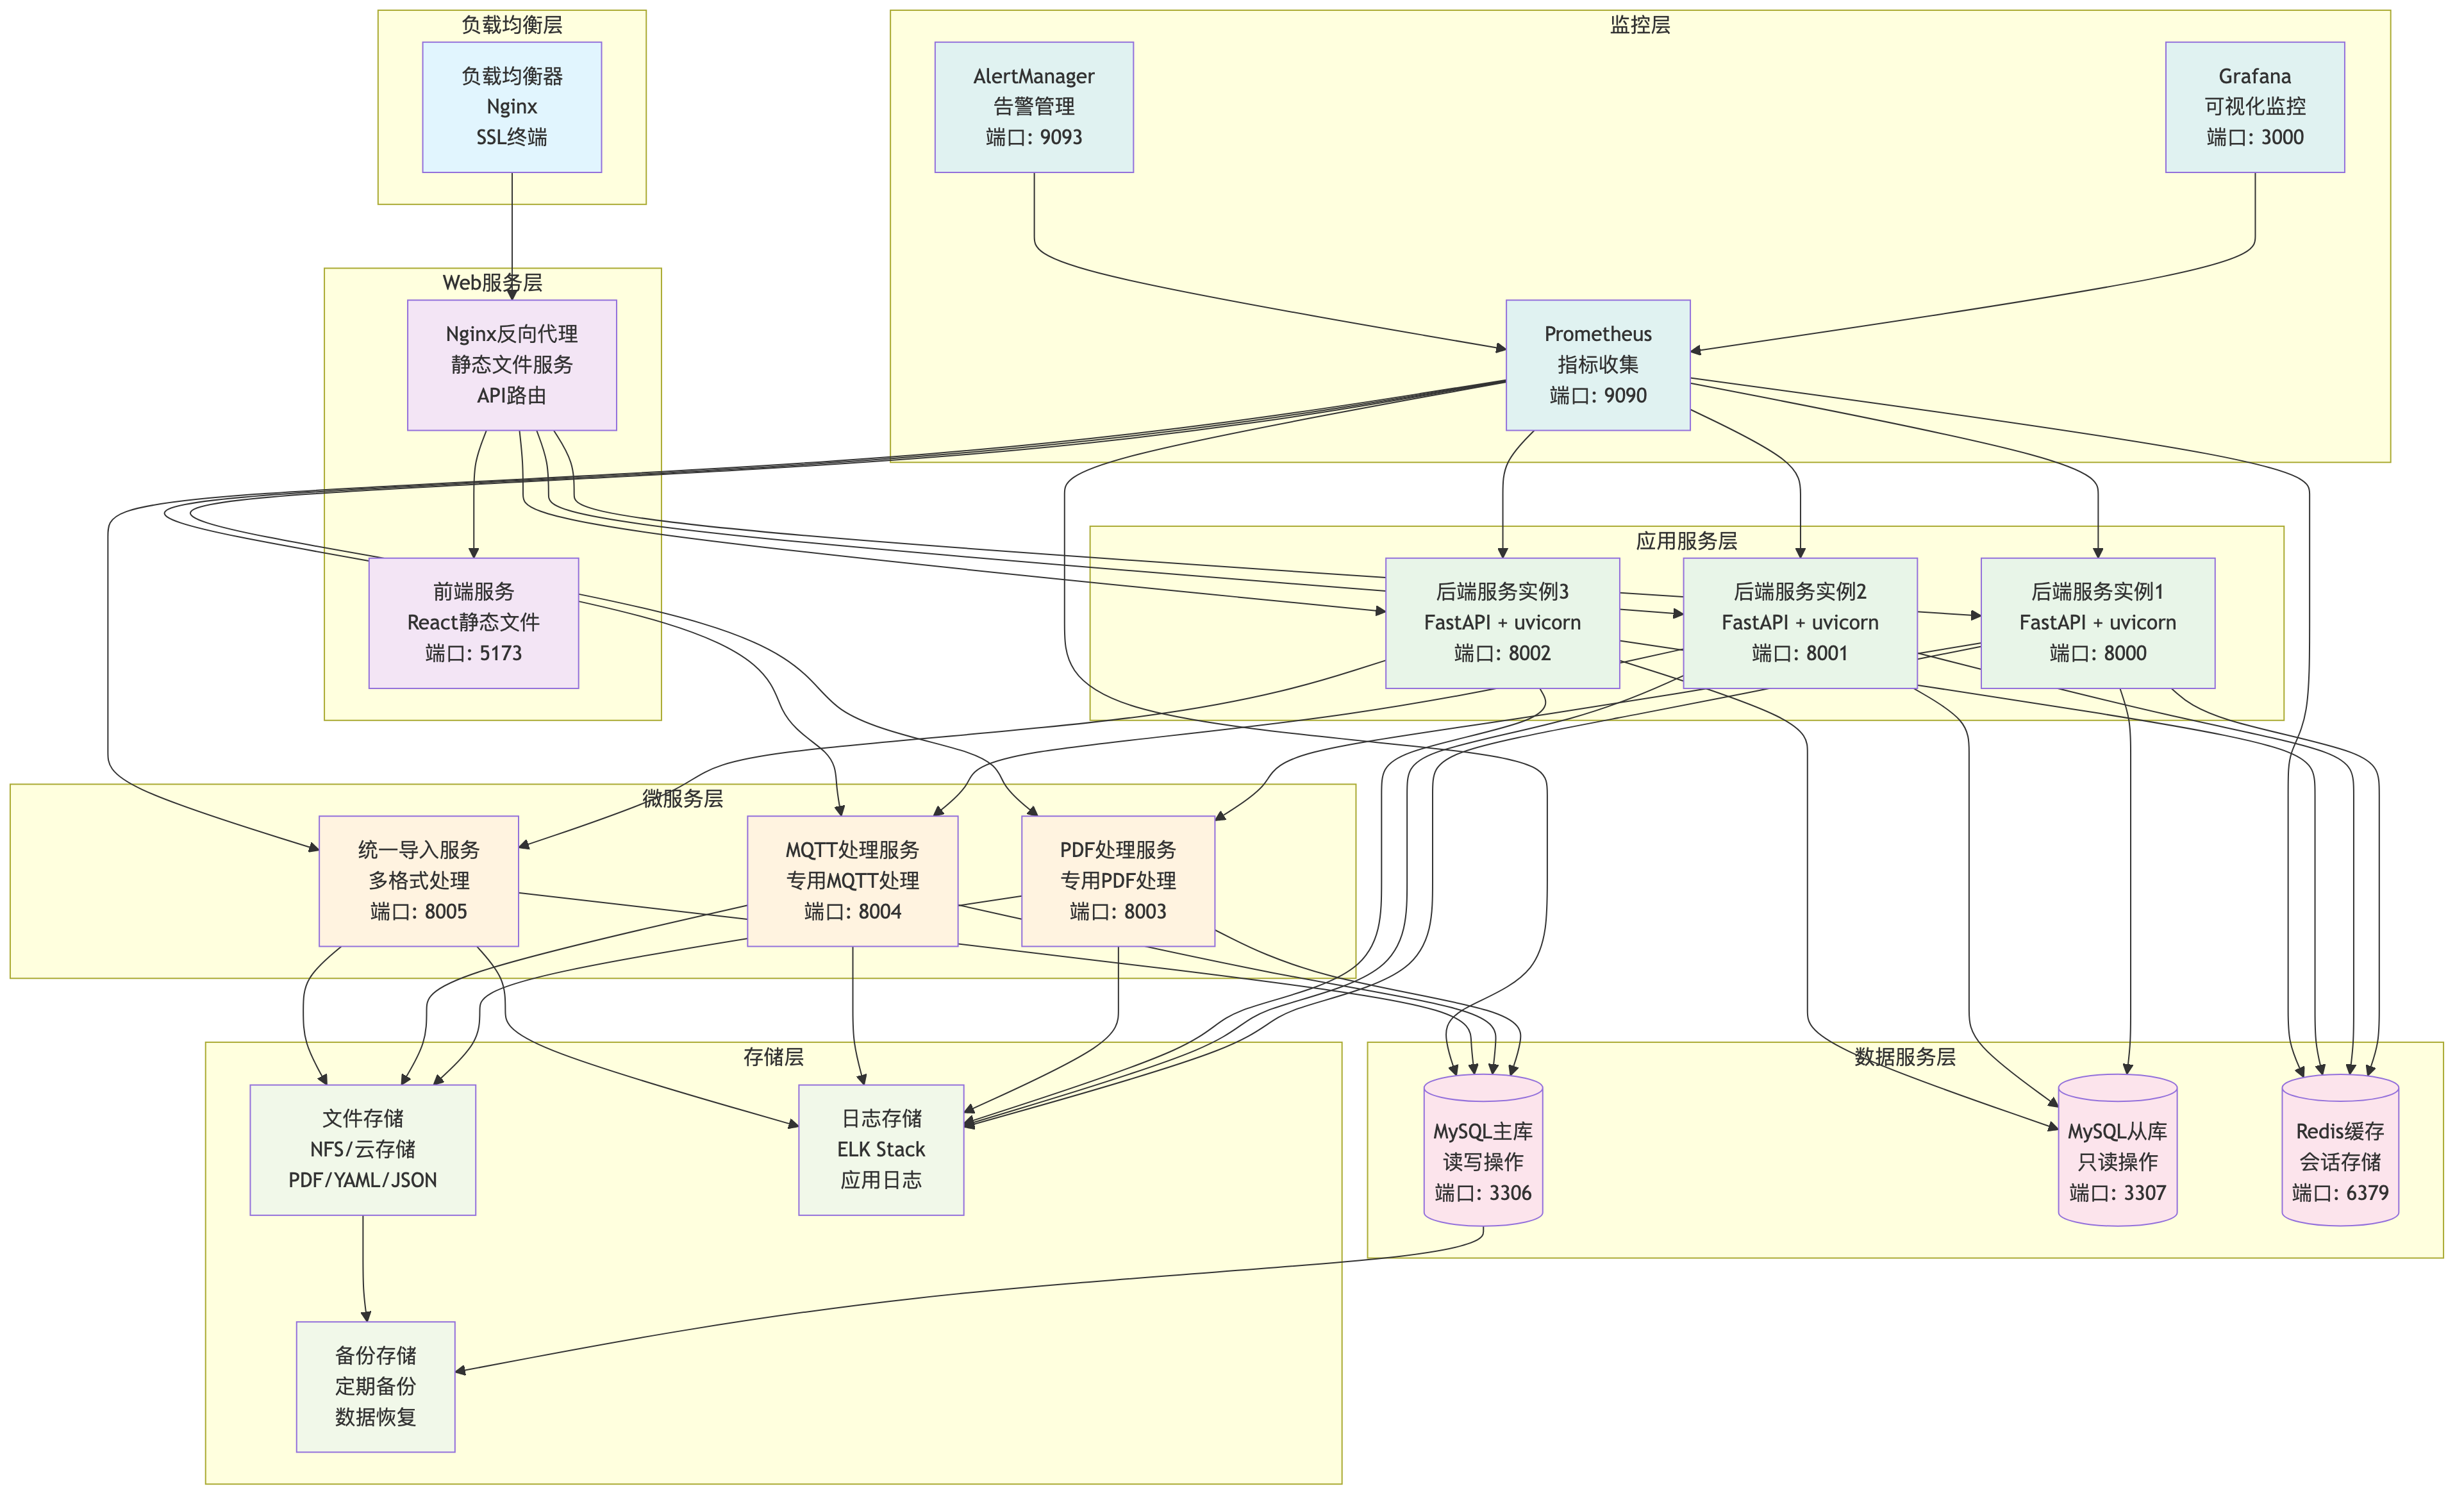 负载均衡层
负载均衡器
Nginx
SSL终端
监控层
AlertManager
告警管理
端口: 9093
Grafana
可视化监控
端口: 3000
Web服务层
Nginx反向代理
静态文件服务
API路由
Prometheus
指标收集
端口: 9090
前端服务
React静态文件
端口: 5173
应用服务层
后端服务实例3
FastAPI + uvicorn
端口: 8002
后端服务实例2
FastAPI + uvicorn
端口: 8001
后端服务实例1
FastAPI + uvicorn
端口: 8000
微服务层
统一导入服务
多格式处理
端口: 8005
MQTT处理服务
专用MQTT处理
端口: 8004
PDF处理服务
专用PDF处理
端口: 8003
存储层
文件存储
NFS/云存储
PDF/YAML/JSON
日志存储
ELK Stack
应用日志
备份存储
定期备份
数据恢复
数据服务层
MySQL主库
读写操作
端口: 3306
MySQL从库
只读操作
端口: 3307
Redis缓存
会话存储
端口: 6379